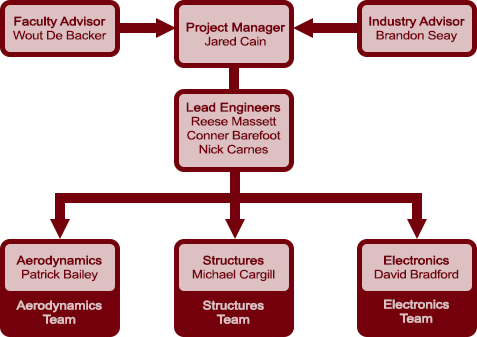 Faculty Advisor
Wout De Backer
Project Manager
Jared Cain
Industry Advisor
Brandon Seay
Lead Engineers
Reese Massett
Conner Barefoot
Nick Carnes
Aerodynamics
Patrick Bailey
Aerodynamics
Team
Structures
Michael Cargill
Structures
Team
Electronics
David Bradford
Electronics
Team